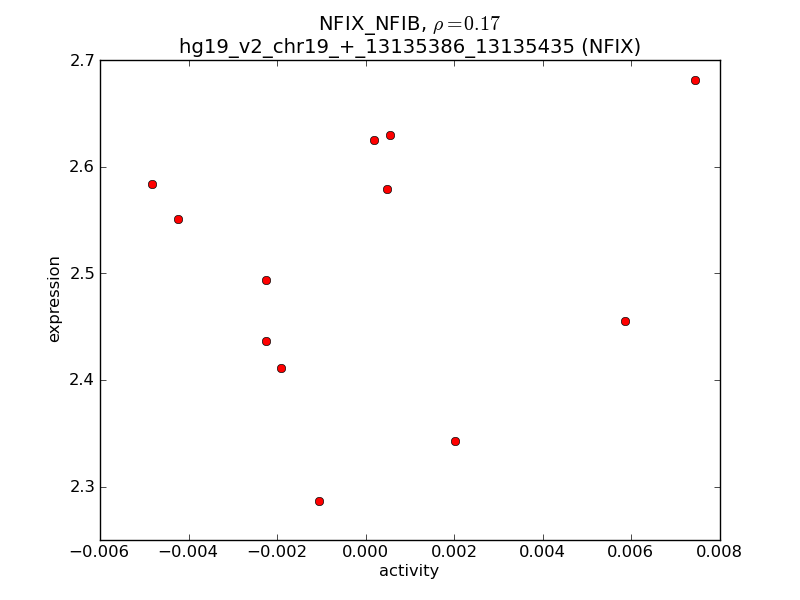 NFIX_NFIB, ρ=0.17
hg19_v2_chr19_+_13135386_13135435 (NFIX)
2.7
2.6
2.5
2.4
2.3
expression
−0.006 −0.004 −0.002 0.000 0.002 0.004 0.006 0.008
activity